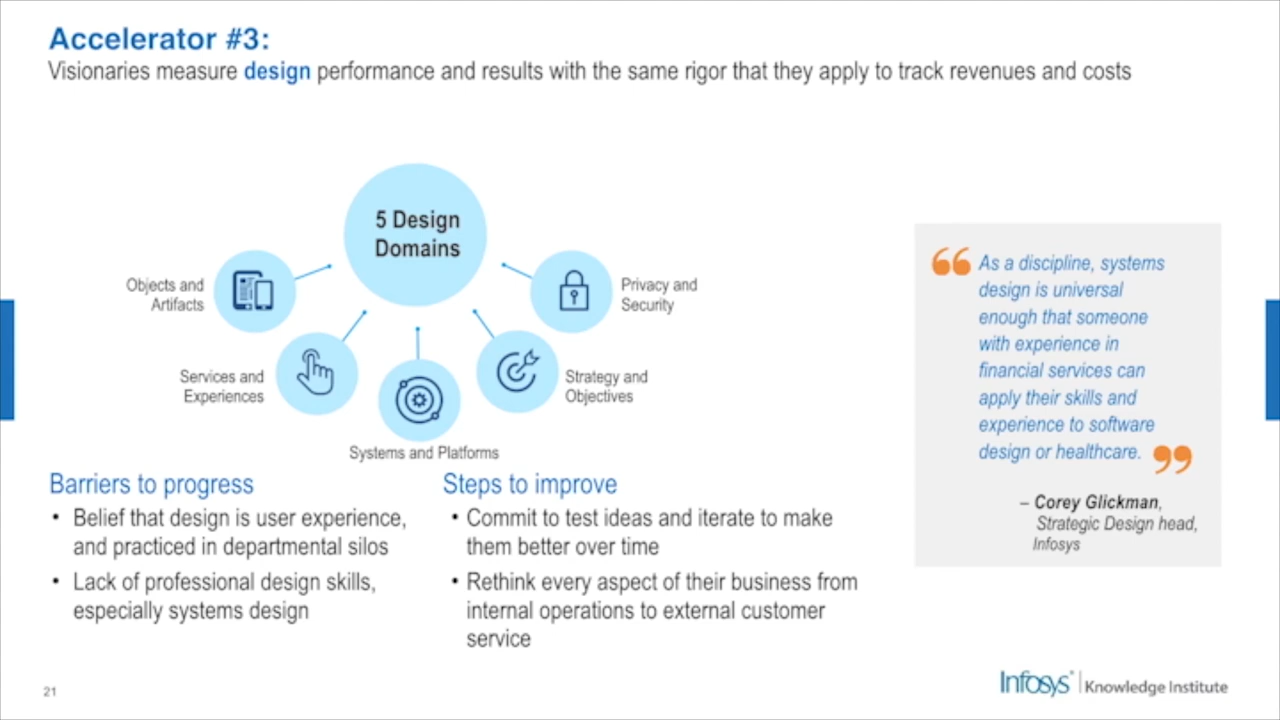 Accelerator #3:
Visionaries measure design performance and results with the same rigor that they apply to track revenues and costs
5 Design
Domains
Objects and
Artifacts
Services and
Experiences
Systems and Platforms
Strategy and
Objectives
Privacy and
Security
Barriers to progress
• Belief that design is user experience,
and practiced in departmental silos
• Lack of professional design skills,
especially systems design
Steps to improve
• Commit to test ideas and iterate to make
them better over time
• Rethink every aspect of their business from
internal operations to external customer
service
“ As a discipline, systems
design is universal
enough that someone
with experience in
financial services can
apply their skills and
experience to software
design or healthcare. ”
– Corey Glickman,
Strategic Design head,
Infosys
21
Infosys® | Knowledge Institute